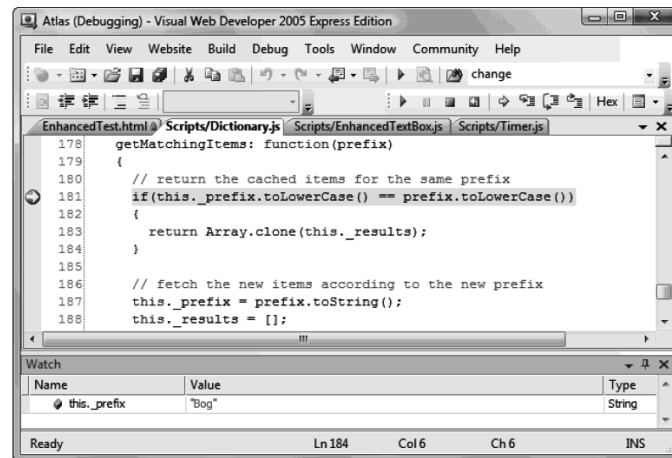 Atlas (Debugging) - Visual Web Developer 2005 Express Edition
File Edit View Website Build Debug Tools Window Community Help
change
Hex
EnhancedTest.html Scripts/Dictionary.js Scripts/EnhancedTextBox.js Scripts/Timer.js
178 getMatchingItems: function(prefix)
179 {
180 // return the cached items for the same prefix
181 if(this._prefix.toLowerCase() == prefix.toLowerCase())
182 {
183 return Array.clone(this._results);
184 }
185
186 // fetch the new items according to the new prefix
187 this._prefix = prefix.toString();
188 this._results = [];
Watch
Name Value Type
this._prefix "Bog" String
Ready Ln 184 Col 6 Ch 6 INS